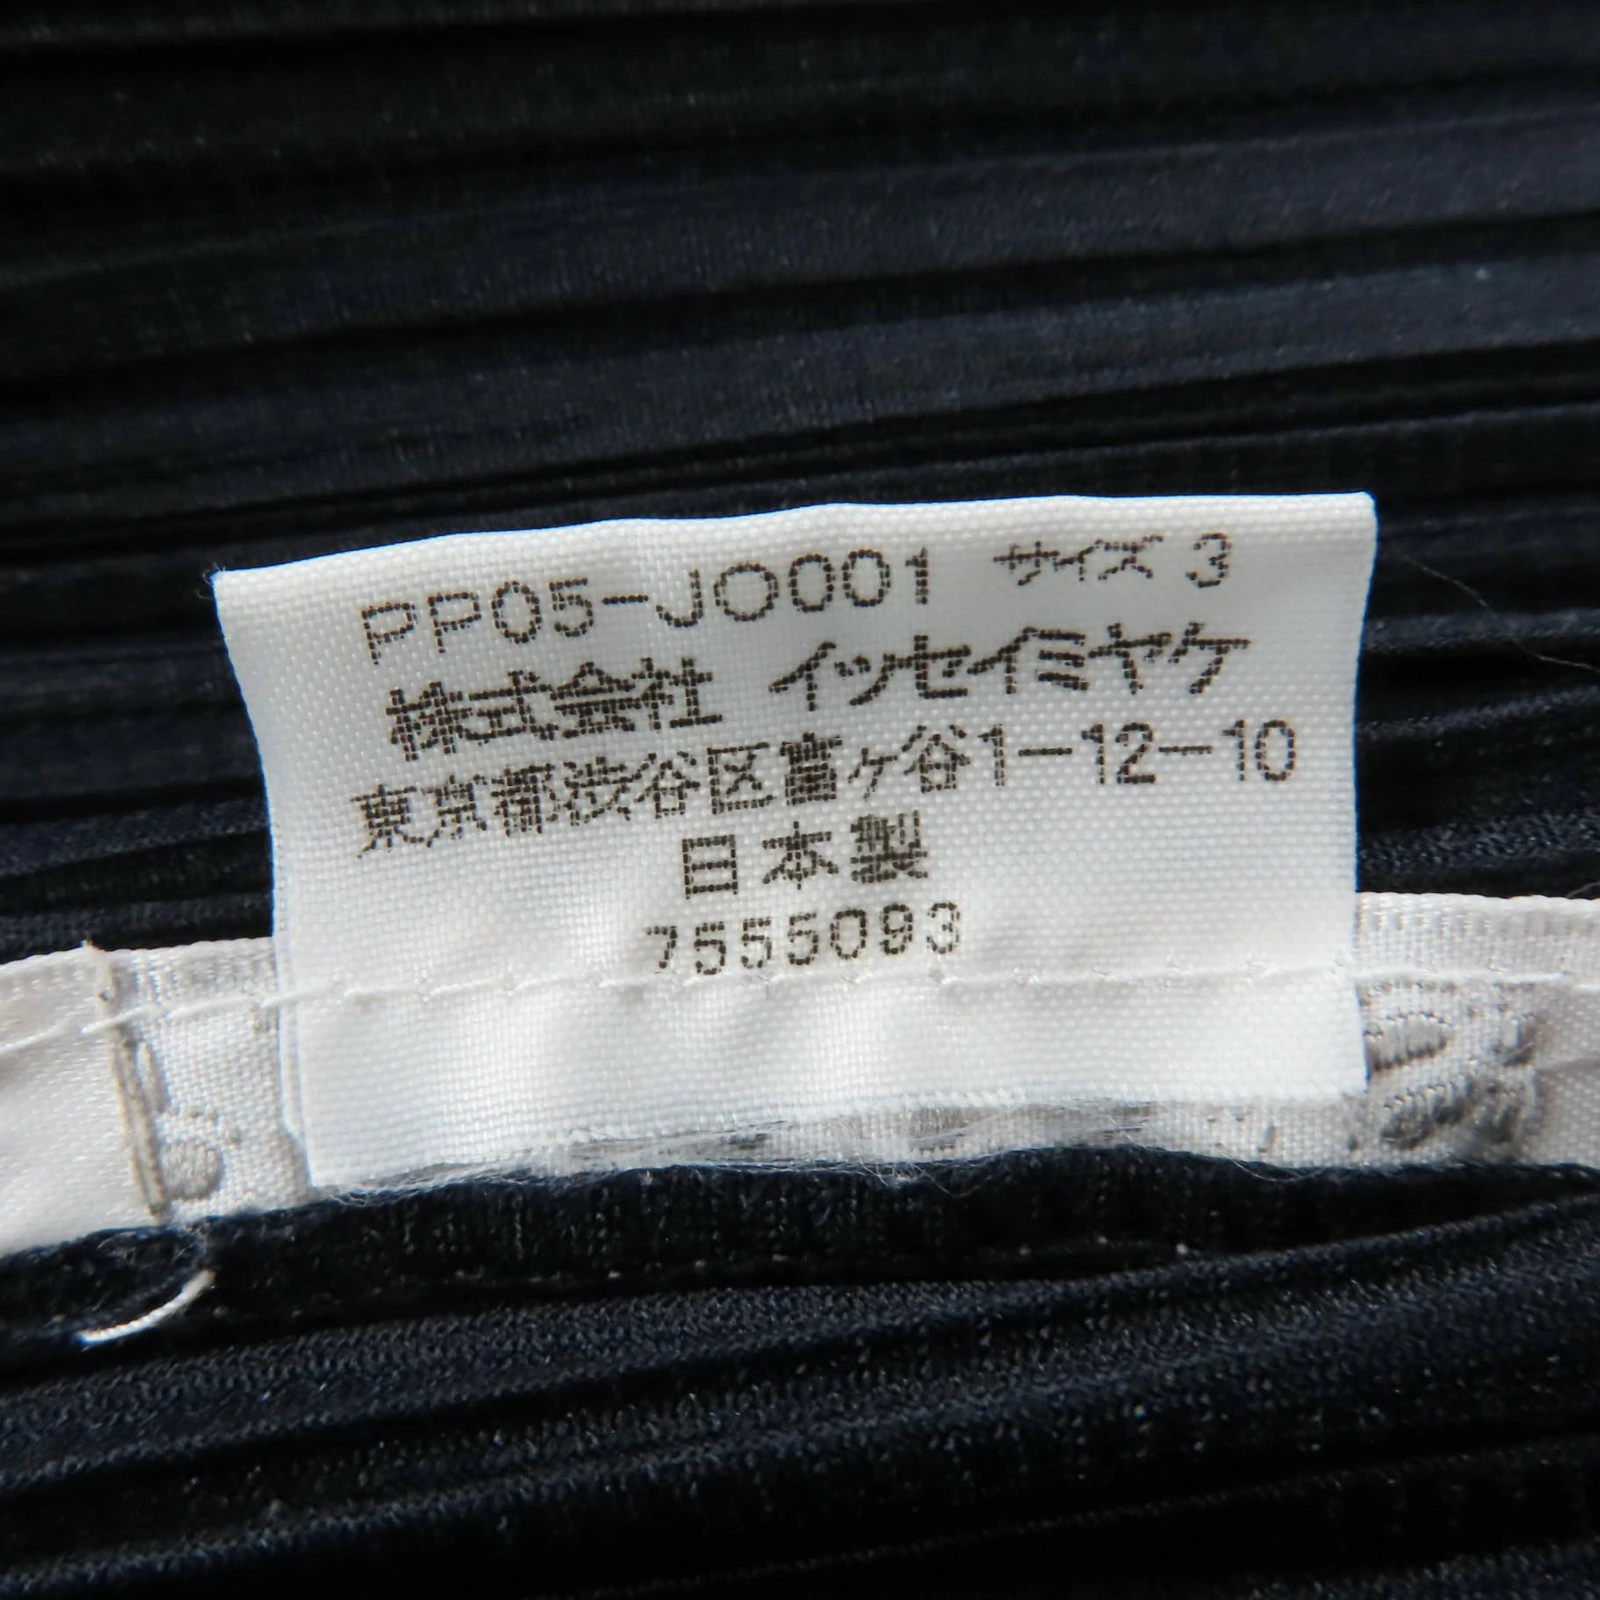 PP05-JO001 サイズ 3
株式会社 イッセイミヤケ
東京都渋谷区富ヶ谷1-12-10
日本製
7555093